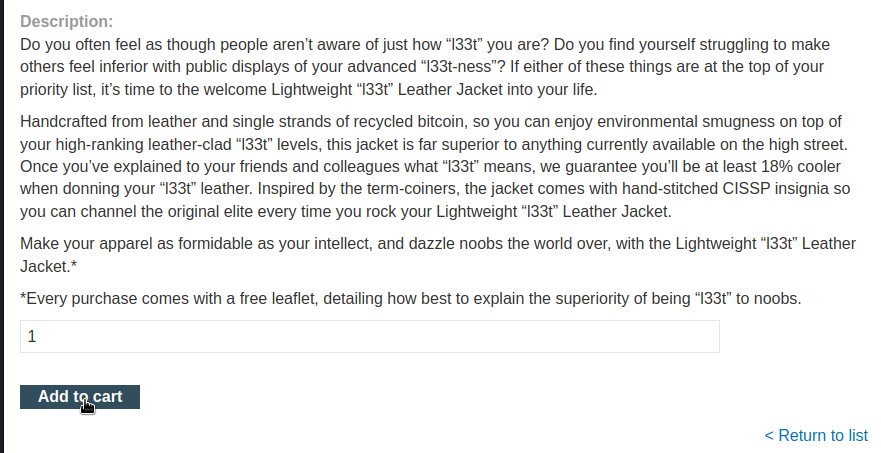 Description:
Do you often feel as though people aren’t aware of just how “l33t” you are? Do you find yourself struggling to make
others feel inferior with public displays of your advanced “l33t-ness”? If either of these things are at the top of your
priority list, it’s time to the welcome Lightweight “l33t” Leather Jacket into your life.
Handcrafted from leather and single strands of recycled bitcoin, so you can enjoy environmental smugness on top of
your high-ranking leather-clad “l33t” levels, this jacket is far superior to anything currently available on the high street.
Once you’ve explained to your friends and colleagues what “l33t” means, we guarantee you’ll be at least 18% cooler
when donning your “l33t” leather. Inspired by the term-coiners, the jacket comes with hand-stitched CISSP insignia so
you can channel the original elite every time you rock your Lightweight “l33t” Leather Jacket.
Make your apparel as formidable as your intellect, and dazzle noobs the world over, with the Lightweight “l33t” Leather
Jacket.*
*Every purchase comes with a free leaflet, detailing how best to explain the superiority of being “l33t” to noobs.
1
Add to cart
< Return to list